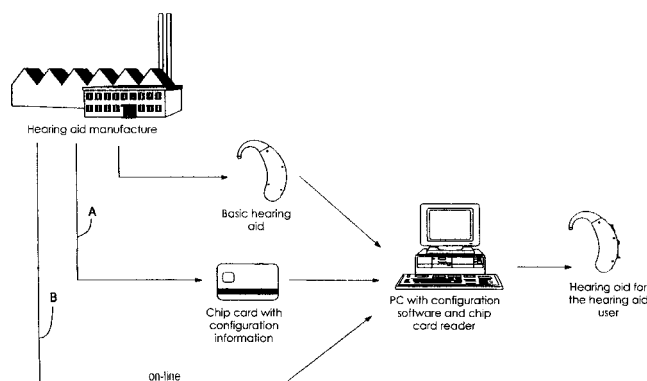 Hearing aid manufacture
A
B
Basic hearing
aid
Chip card with
configuration
information
on-line
PC with configuration
software and chip
card reader
Hearing aid for
the hearing aid
user